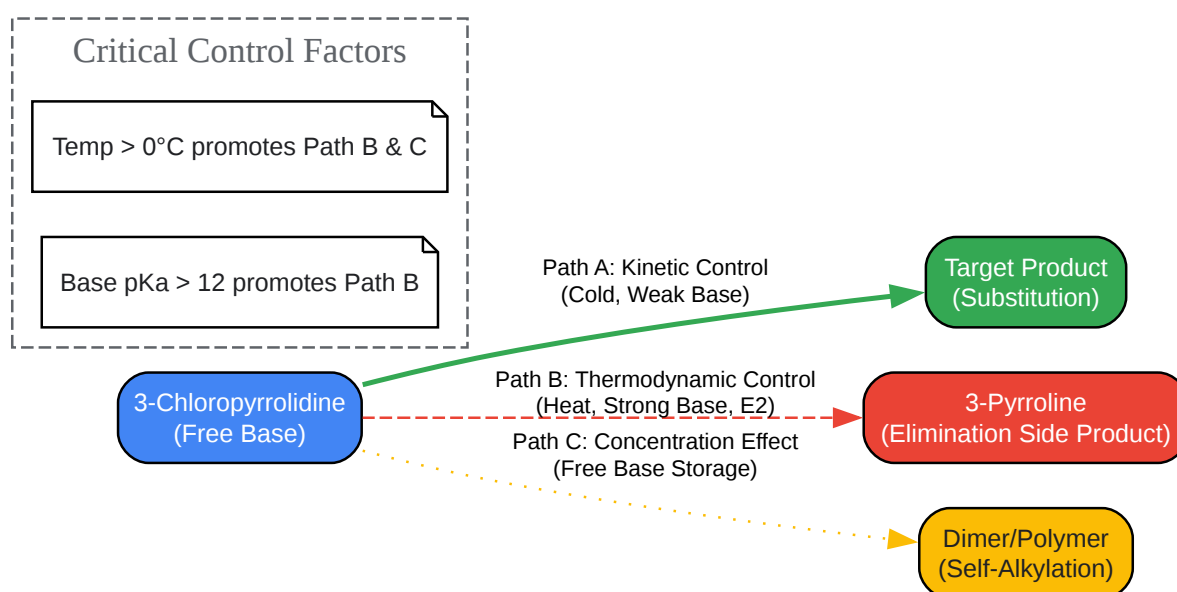 Critical Control Factors
Temp > 0°C promotes Path B & C
Base pKa > 12 promotes Path B
Path A: Kinetic Control
(Cold, Weak Base)
Target Product
(Substitution)
3-Chloropyrrolidine
(Free Base)
Path B: Thermodynamic Control
(Heat, Strong Base, E2)
3-Pyrroline
(Elimination Side Product)
Path C: Concentration Effect
(Free Base Storage)
Dimer/Polymer
(Self-Alkylation)